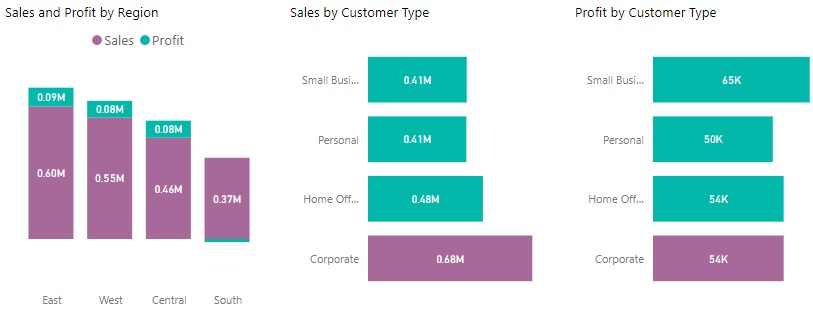 Sales and Profit by Region
Sales Profit
0.09M
0.08M
0.08M
0.60M
0.55M
0.46M
0.37M
East West Central South
Sales by Customer Type
Small Busi... 0.41M
Personal 0.41M
Home Off... 0.48M
Corporate 0.68M
Profit by Customer Type
Small Busi... 65K
Personal 50K
Home Off... 54K
Corporate 54K